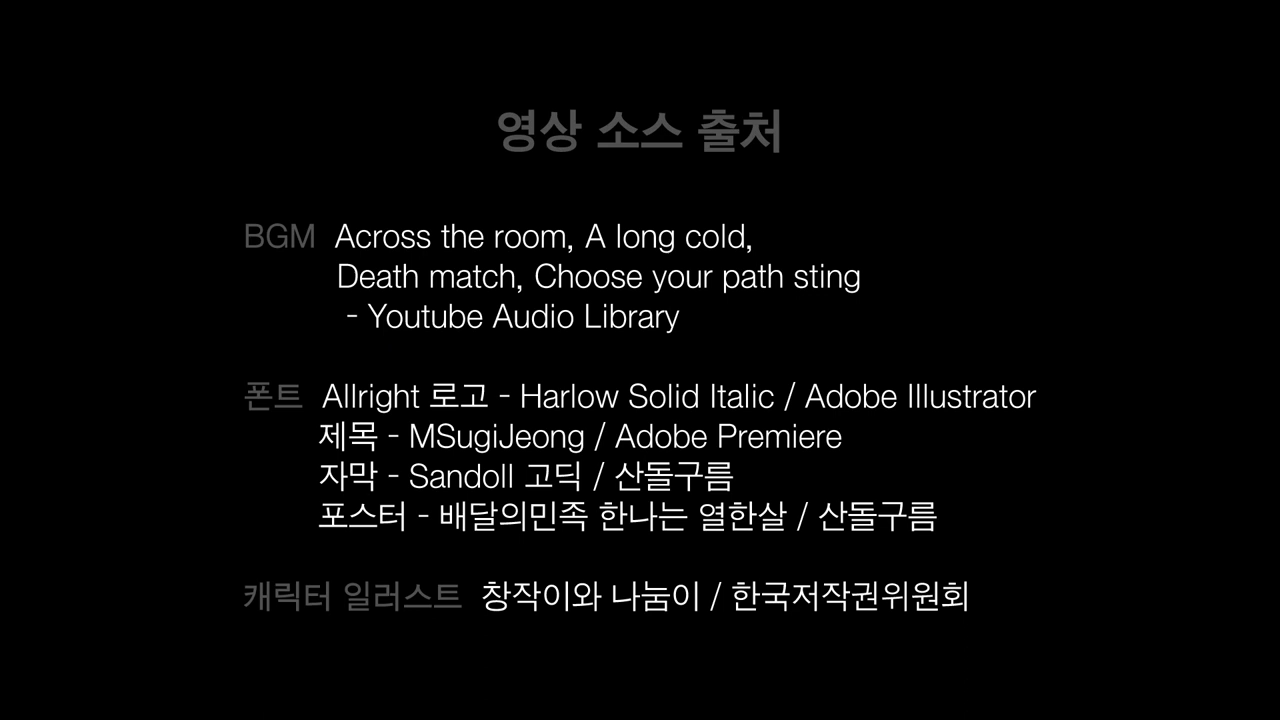 영상 소스 출처
BGM Across the room, A long cold,
Death match, Choose your path sting
- Youtube Audio Library
폰트 Allright 로고 - Harlow Solid Italic / Adobe Illustrator
제목 - MSugiJeong / Adobe Premiere
자막 - Sandoll 고딕 / 산돌구름
포스터 - 배달의민족 한나는 열한살 / 산돌구름
캐릭터 일러스트 창작이와 나눔이 / 한국저작권위원회